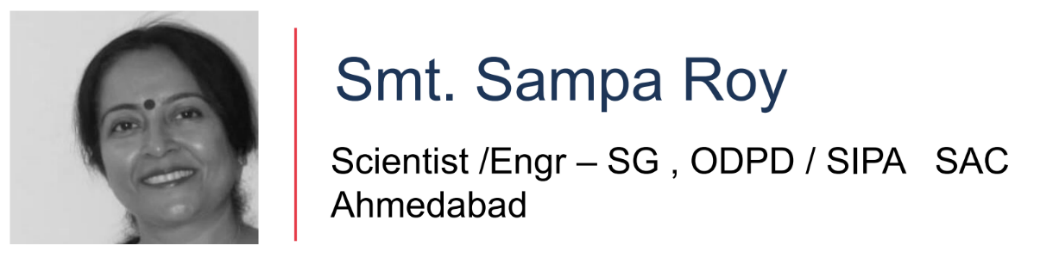 Smt. Sampa Roy
Scientist /Engr – SG , ODPD / SIPA SAC
Ahmedabad